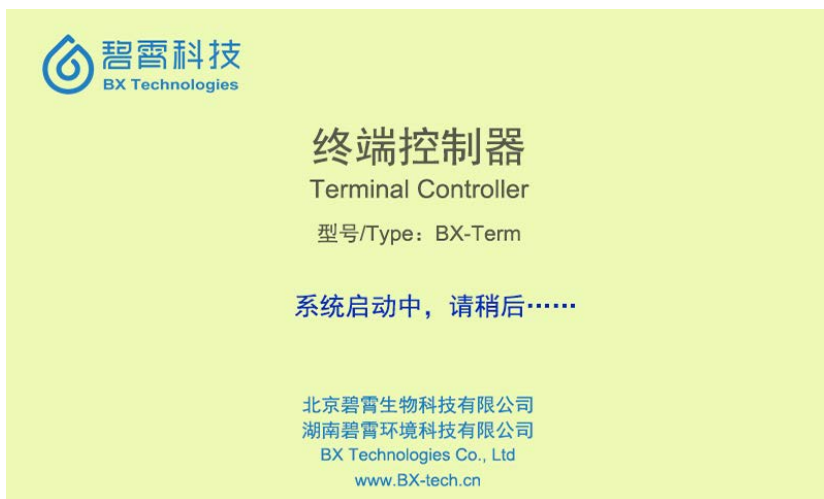 碧霄科技
BX Technologies
终端控制器
Terminal Controller
型号/Type：BX-Term
系统启动中，请稍后……
北京碧霄生物科技有限公司
湖南碧霄环境科技有限公司
BX Technologies Co., Ltd
www.BX-tech.cn